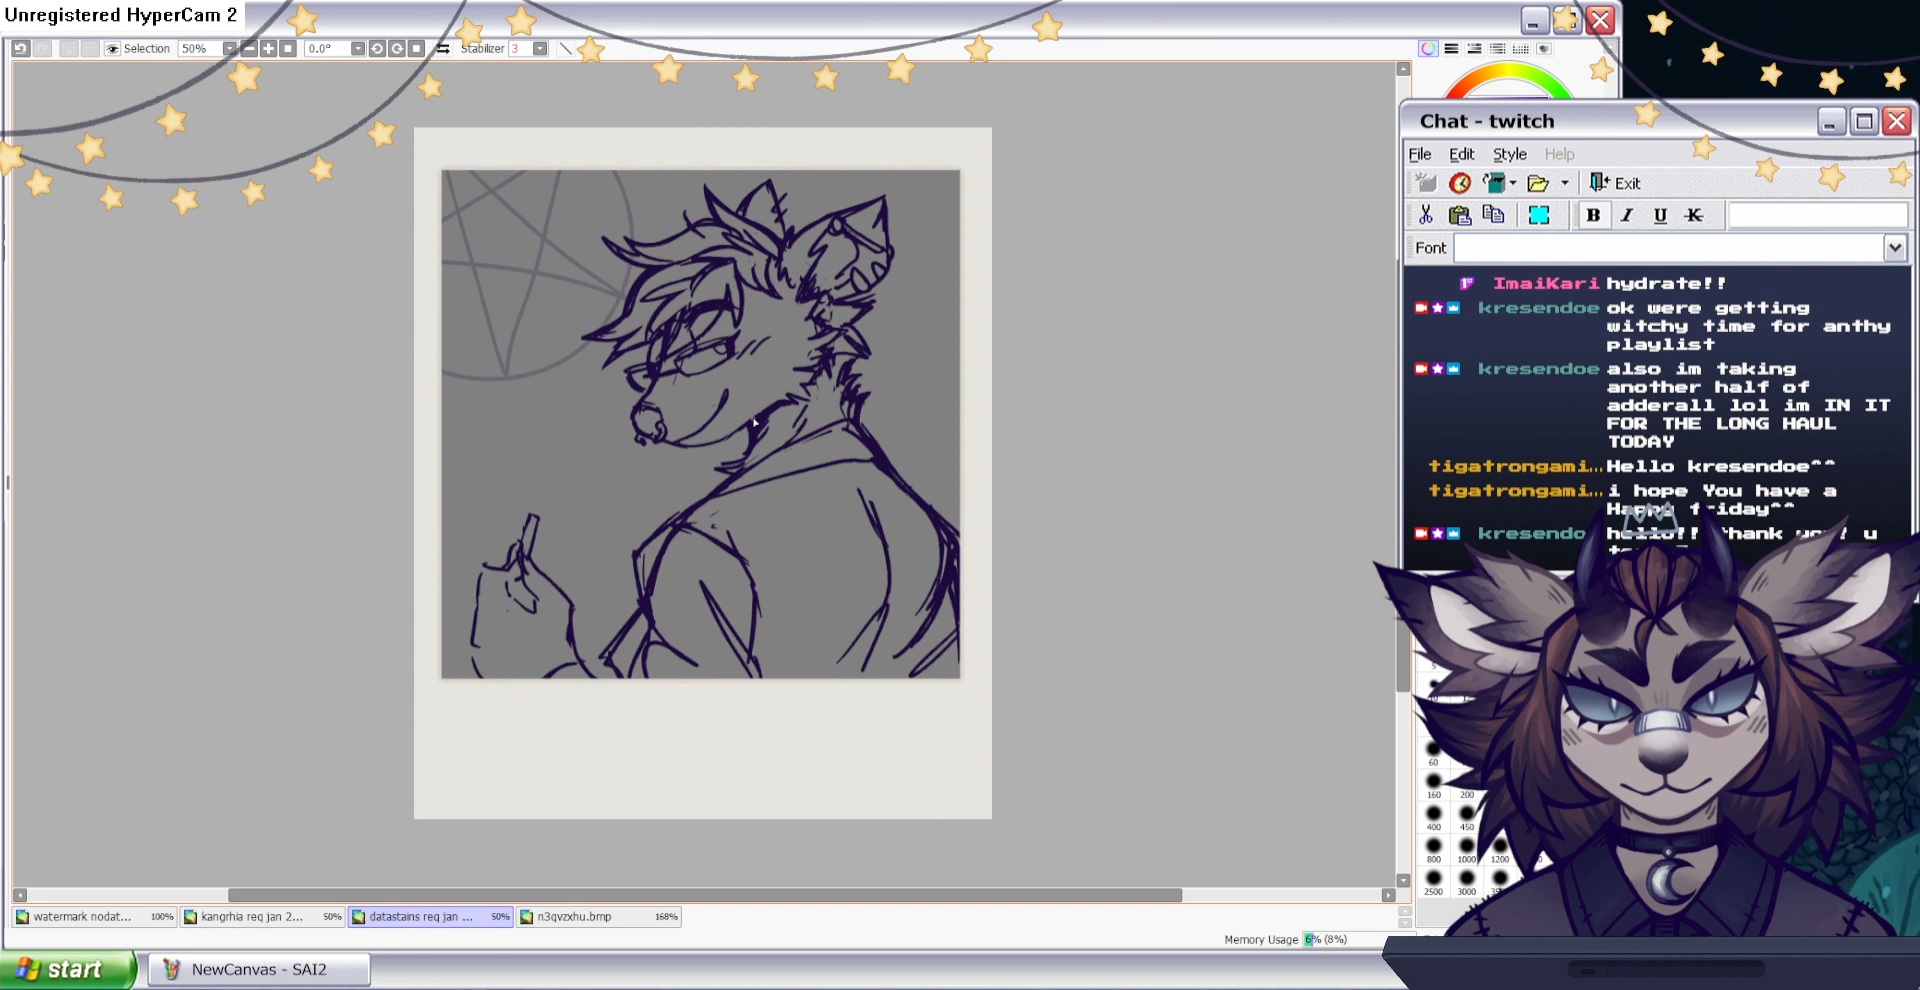 Unregistered HyperCam 2
Selection 50% 0.0° Stabilizer 3
Chat - twitch
File Edit Style Help
Exit
B I U K
Font
ImaiKari hydrate!!
kresendoe ok were getting
witchy time for anthy
playlist
kresendoe also im taking
another half of
adderall lol im IN IT
FOR THE LONG HAUL
TODAY
tigatrongami... Hello kresendoe^^
tigatrongami... i hope You have a
Happy friday^^
60
160 200
400 450
800 1000 1200
2500 3000
watermark nodat... 100% kangrhia req jan 2... 50% datastains req jan ... 50% n3qvzxhu.bmp 168%
Memory Usage 6% (8%)
start NewCanvas - SAI2